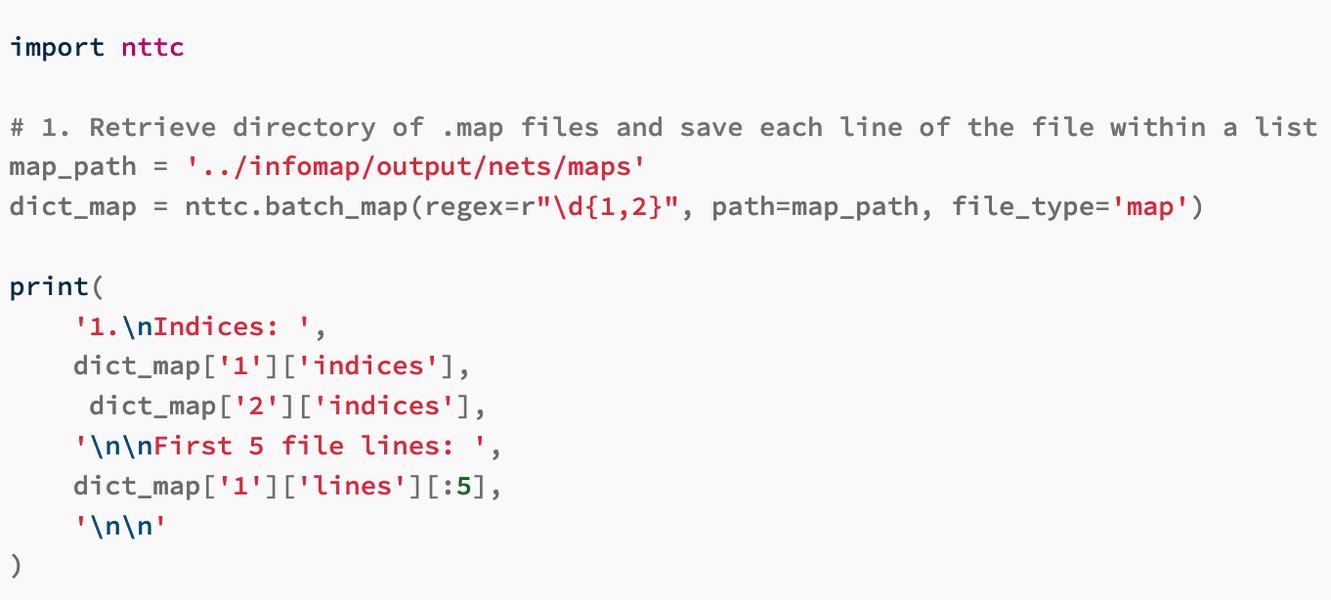 import nttc

# 1. Retrieve directory of .map files and save each line of the file within a list
map_path = '../infomap/output/nets/maps'
dict_map = nttc.batch_map(regex=r"\d{1,2}", path=map_path, file_type='map')

print(
    '1.\nIndices: ',
    dict_map['1']['indices'],
     dict_map['2']['indices'],
    '\n\nFirst 5 file lines: ',
    dict_map['1']['lines'][:5],
    '\n\n'
)